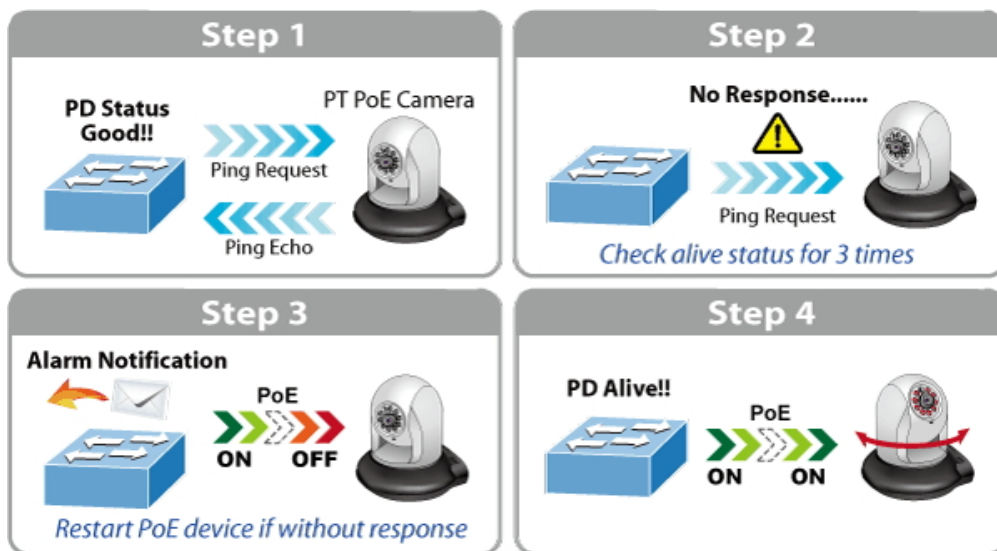 Step 1
PD Status
Good!!
PT PoE Camera
Ping Request
Ping Echo
Step 2
No Response......
Ping Request
Check alive status for 3 times
Step 3
Alarm Notification
PoE
ON OFF
Restart PoE device if without response
Step 4
PD Alive!!
PoE
ON ON